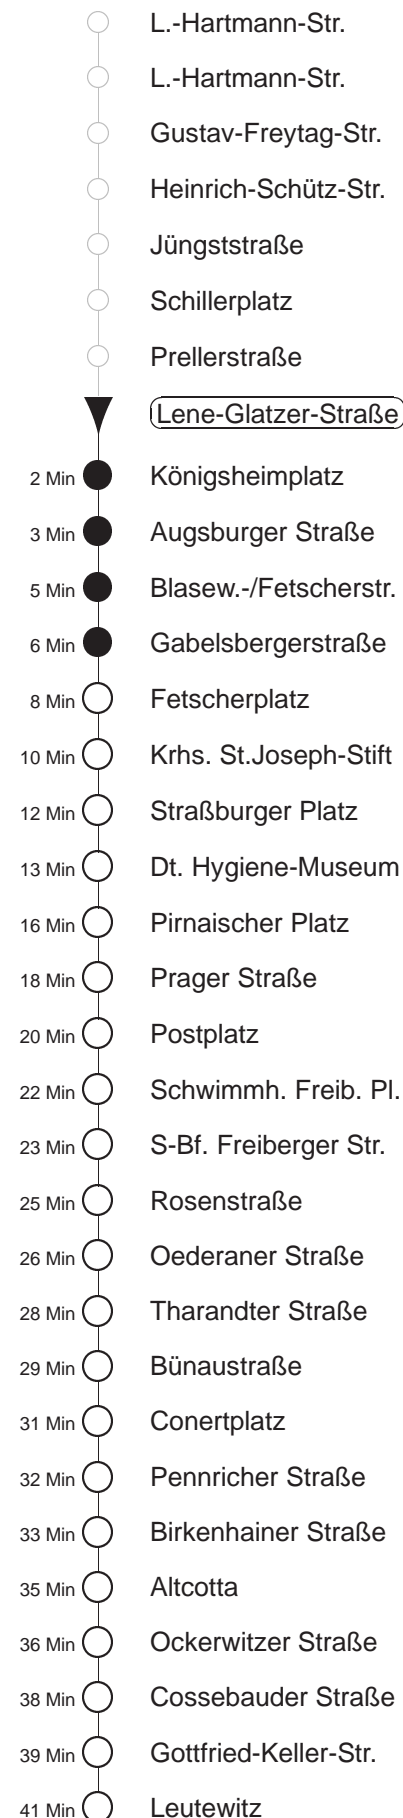 L.-Hartmann-Str.
L.-Hartmann-Str.
Gustav-Freytag-Str.
Heinrich-Schütz-Str.
Jüngststraße
Schillerplatz
Prellerstraße
Lene-Glatzer-Straße
2 Min Königsheimplatz
3 Min Augsburger Straße
5 Min Blasew.-/Fetscherstr.
6 Min Gabelsbergerstraße
8 Min Fetscherplatz
10 Min Krhs. St.Joseph-Stift
12 Min Straßburger Platz
13 Min Dt. Hygiene-Museum
16 Min Pirnaischer Platz
18 Min Prager Straße
20 Min Postplatz
22 Min Schwimmh. Freib. Pl.
23 Min S-Bf. Freiberger Str.
25 Min Rosenstraße
26 Min Oederaner Straße
28 Min Tharandter Straße
29 Min Bünaustraße
31 Min Conertplatz
32 Min Pennricher Straße
33 Min Birkenhainer Straße
35 Min Altcotta
36 Min Ockerwitzer Straße
38 Min Cossebauder Straße
39 Min Gottfried-Keller-Str.
41 Min Leutewitz